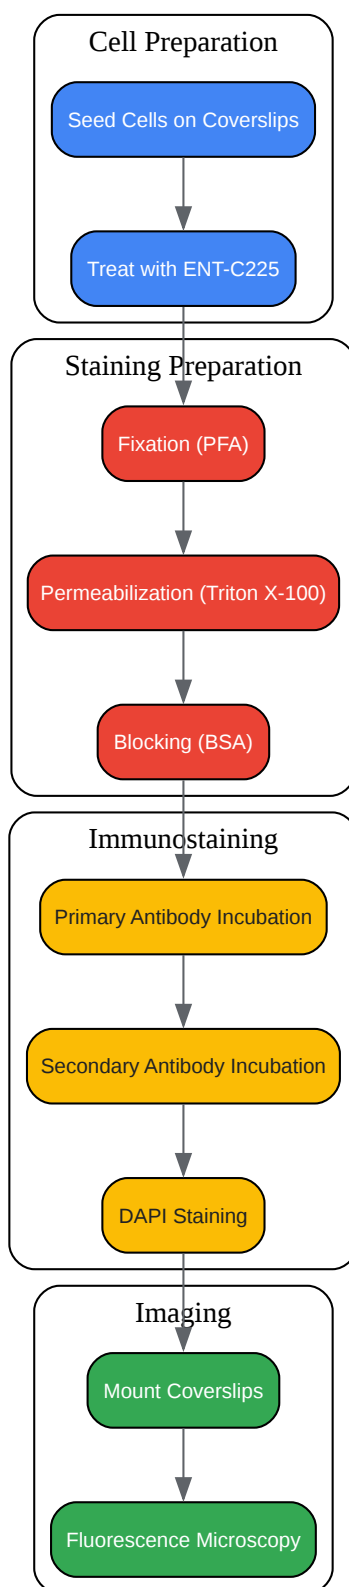 Cell Preparation
Seed Cells on Coverslips
Treat with ENT-C225
Staining Preparation
Fixation (PFA)
Permeabilization (Triton X-100)
Blocking (BSA)
Immunostaining
Primary Antibody Incubation
Secondary Antibody Incubation
DAPI Staining
Imaging
Mount Coverslips
Fluorescence Microscopy